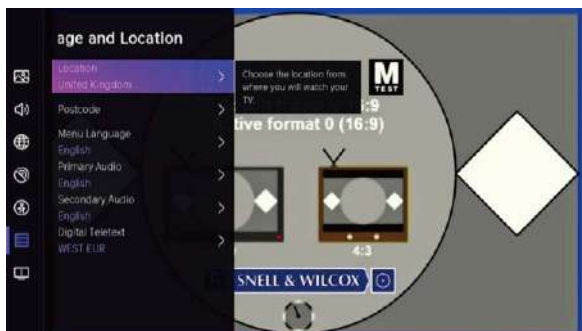 age and Location
Location
United Kingdom
Choose the location from
where you will watch your
TV.
Postcode
Menu Language
English
Primary Audio
English
Secondary Audio
English
Digital Teletext
WEST EUR
M
TEST
:9
tive format 0 (16:9)
4:3
SNELL & WILCOX